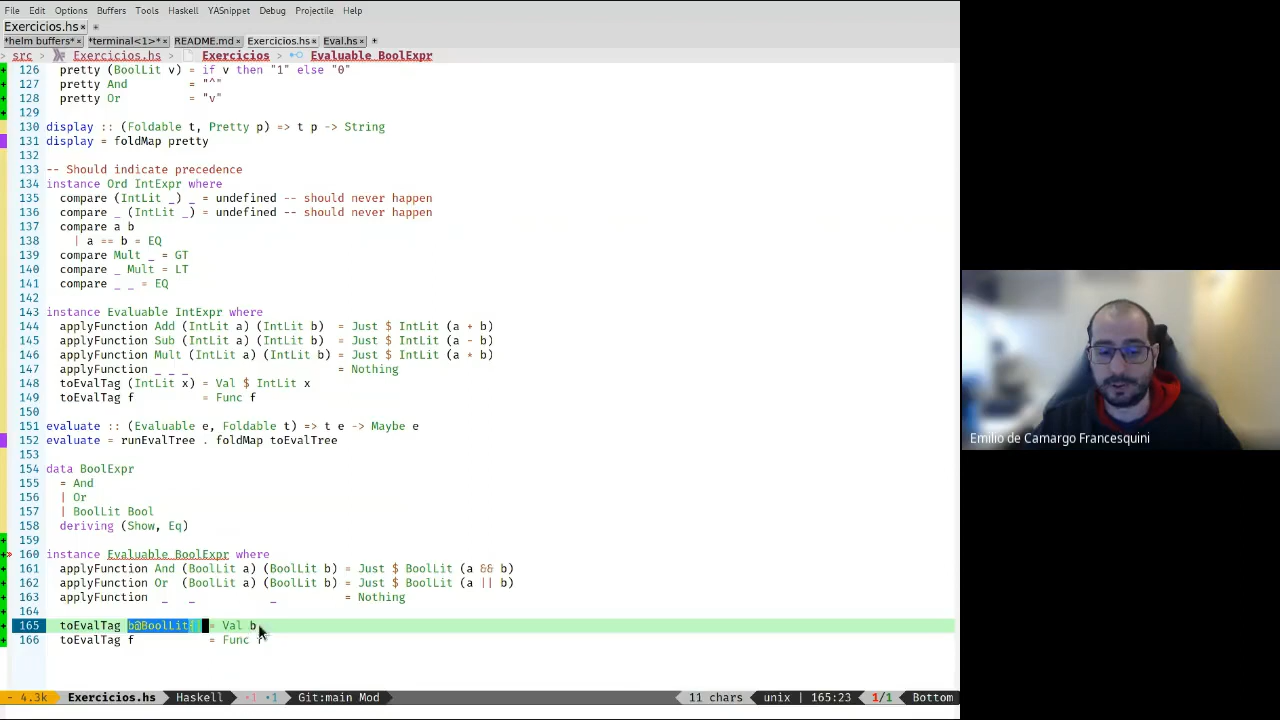 File Edit Options Buffers Tools Haskell YASnippet Debug Projectile Help
Exercicios.hs× +
*helm buffers*× *terminal<1>*× README.md× Exercicios.hs× Eval.hs× +
src > Exercicios.hs > Exercicios > Evaluable BoolExpr
126 pretty (BoolLit v) = if v then "1" else "0"
127 pretty And = "^"
128 pretty Or = "v"
129
130 display :: (Foldable t, Pretty p) => t p -> String
131 display = foldMap pretty
132
133 -- Should indicate precedence
134 instance Ord IntExpr where
135 compare (IntLit _) _ = undefined -- should never happen
136 compare _ (IntLit _) = undefined -- should never happen
137 compare a b
138 | a == b = EQ
139 compare Mult _ = GT
140 compare _ Mult = LT
141 compare _ _ = EQ
142
143 instance Evaluable IntExpr where
144 applyFunction Add (IntLit a) (IntLit b) = Just $ IntLit (a + b)
145 applyFunction Sub (IntLit a) (IntLit b) = Just $ IntLit (a - b)
146 applyFunction Mult (IntLit a) (IntLit b) = Just $ IntLit (a * b)
147 applyFunction _ _ _ = Nothing
148 toEvalTag (IntLit x) = Val $ IntLit x
149 toEvalTag f = Func f
150
151 evaluate :: (Evaluable e, Foldable t) => t e -> Maybe e
152 evaluate = runEvalTree . foldMap toEvalTree
153
154 data BoolExpr
155 = And
156 | Or
157 | BoolLit Bool
158 deriving (Show, Eq)
159
160 instance Evaluable BoolExpr where
161 applyFunction And (BoolLit a) (BoolLit b) = Just $ BoolLit (a && b)
162 applyFunction Or (BoolLit a) (BoolLit b) = Just $ BoolLit (a || b)
163 applyFunction _ _ _ = Nothing
164
165 toEvalTag b@BoolLit = Val b
166 toEvalTag f = Func f
- 4.3k Exercicios.hs Haskell •1 •1 Git:main Mod 11 chars unix | 165:23 1/1 Bottom
Emilio de Camargo Francesquini